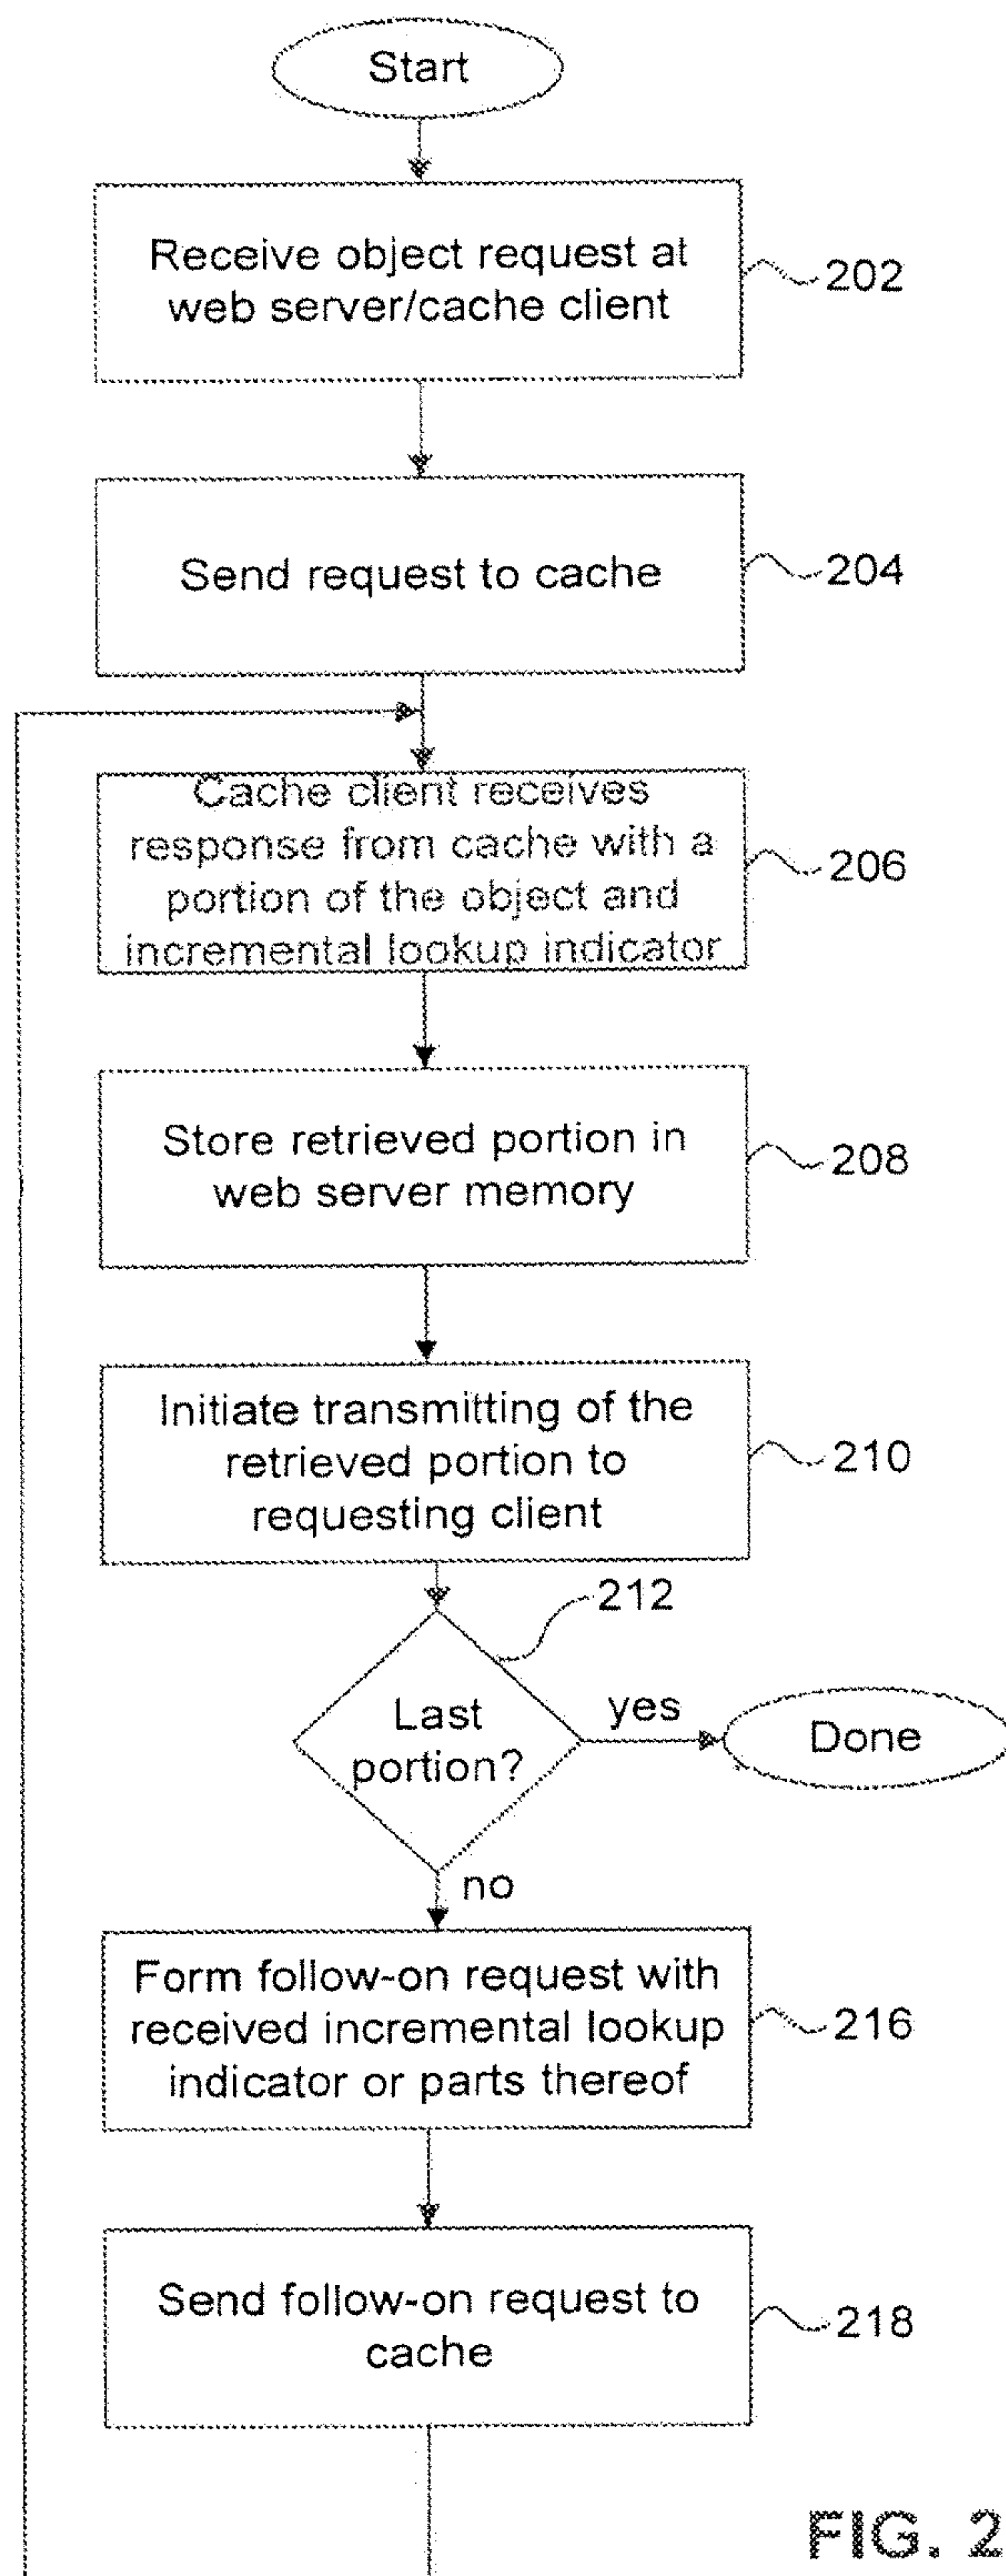 Start
Receive object request at
web server/cache client
202
Send request to cache
204
Cache client receives
response from cache with a
portion of the object and
incremental lookup indicator
206
Store retrieved portion in
web server memory
208
Initiate transmitting of the
retrieved portion to
requesting client
210
212
Last
portion?
yes
Done
no
Form follow-on request with
received incremental lookup
indicator or parts thereof
216
Send follow-on request to
cache
218
FIG. 2